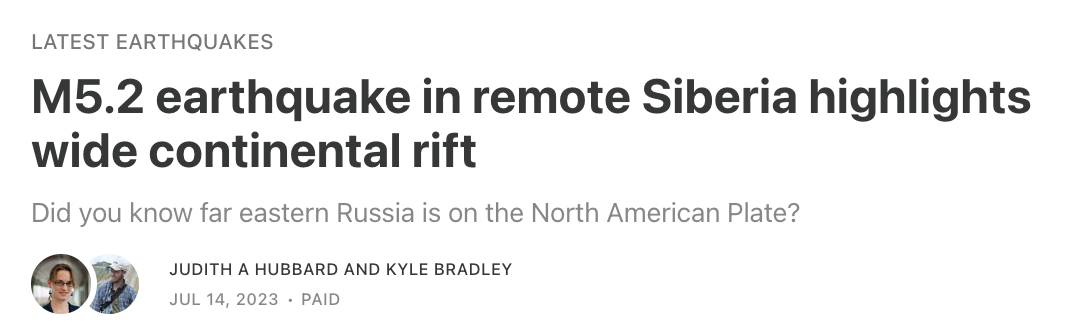 LATEST EARTHQUAKES
M5.2 earthquake in remote Siberia highlights
wide continental rift
Did you know far eastern Russia is on the North American Plate?
JUDITH A HUBBARD AND KYLE BRADLEY
JUL 14, 2023 · PAID